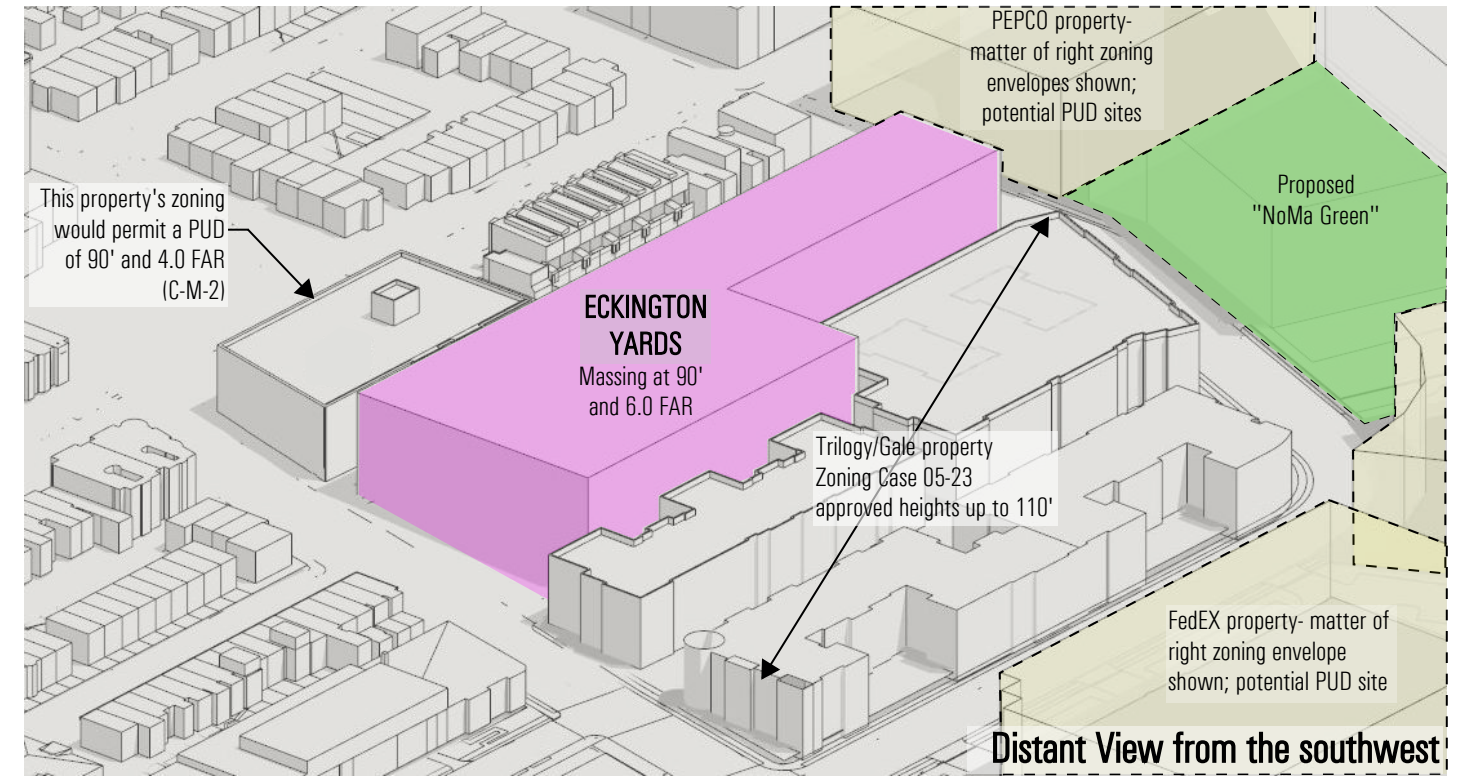 PEPCO property-
matter of right zoning
envelopes shown;
potential PUD sites
This property's zoning
would permit a PUD
of 90' and 4.0 FAR
(C-M-2)
Proposed
"NoMa Green"
ECKINGTON
YARDS
Massing at 90'
and 6.0 FAR
Trilogy/Gale property
Zoning Case 05-23
approved heights up to 110'
FedEX property- matter of
right zoning envelope
shown; potential PUD site
Distant View from the southwest